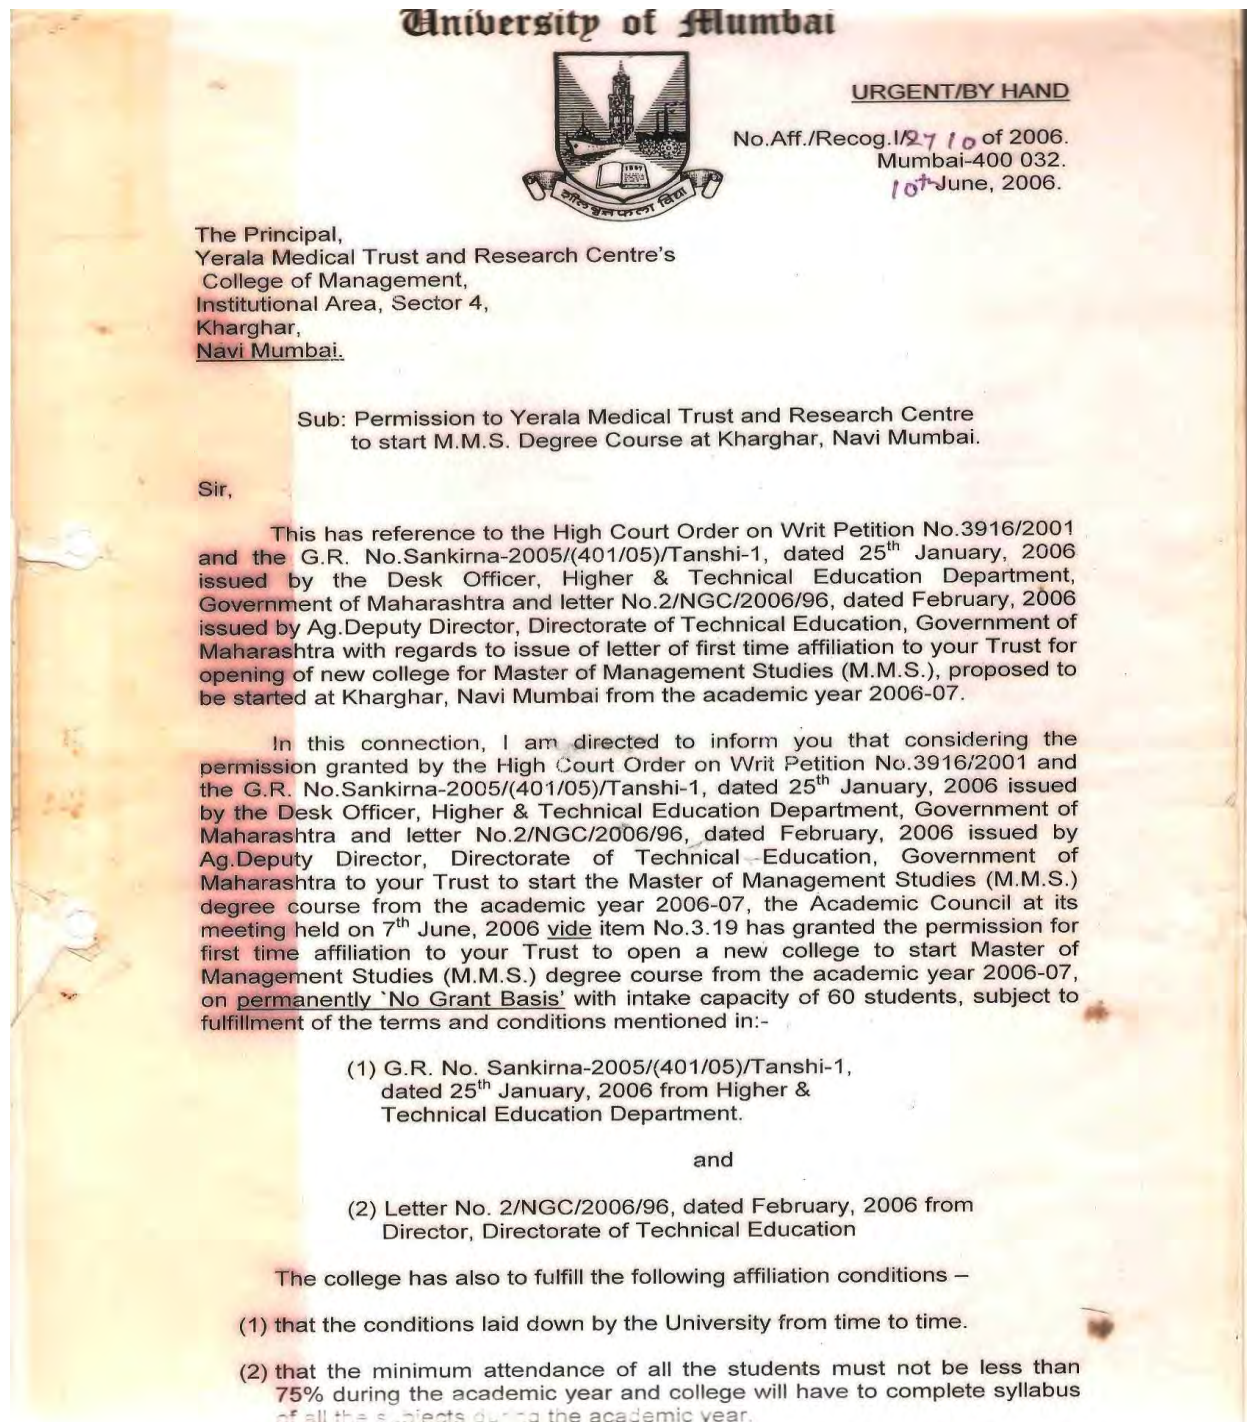 University of Mumbai
URGENT/BY HAND
No.Aff./Recog.I/2710 of 2006.
Mumbai-400 032.
10th June, 2006.
1857
The Principal,
Yerala Medical Trust and Research Centre's
College of Management,
Institutional Area, Sector 4,
Kharghar,
Navi Mumbai.
Sub: Permission to Yerala Medical Trust and Research Centre
to start M.M.S. Degree Course at Kharghar, Navi Mumbai.
Sir,
This has reference to the High Court Order on Writ Petition No.3916/2001
and the G.R. No.Sankirna-2005/(401/05)/Tanshi-1, dated 25th January, 2006
issued by the Desk Officer, Higher & Technical Education Department,
Government of Maharashtra and letter No.2/NGC/2006/96, dated February, 2006
issued by Ag.Deputy Director, Directorate of Technical Education, Government of
Maharashtra with regards to issue of letter of first time affiliation to your Trust for
opening of new college for Master of Management Studies (M.M.S.), proposed to
be started at Kharghar, Navi Mumbai from the academic year 2006-07.
In this connection, I am directed to inform you that considering the
permission granted by the High Court Order on Writ Petition No.3916/2001 and
the G.R. No.Sankirna-2005/(401/05)/Tanshi-1, dated 25th January, 2006 issued
by the Desk Officer, Higher & Technical Education Department, Government of
Maharashtra and letter No.2/NGC/2006/96, dated February, 2006 issued by
Ag.Deputy Director, Directorate of Technical Education, Government of
Maharashtra to your Trust to start the Master of Management Studies (M.M.S.)
degree course from the academic year 2006-07, the Academic Council at its
meeting held on 7th June, 2006 vide item No.3.19 has granted the permission for
first time affiliation to your Trust to open a new college to start Master of
Management Studies (M.M.S.) degree course from the academic year 2006-07,
on permanently `No Grant Basis' with intake capacity of 60 students, subject to
fulfillment of the terms and conditions mentioned in:-
(1) G.R. No. Sankirna-2005/(401/05)/Tanshi-1,
dated 25th January, 2006 from Higher &
Technical Education Department.
and
(2) Letter No. 2/NGC/2006/96, dated February, 2006 from
Director, Directorate of Technical Education
The college has also to fulfill the following affiliation conditions –
(1) that the conditions laid down by the University from time to time.
(2) that the minimum attendance of all the students must not be less than
75% during the academic year and college will have to complete syllabus
of all the subjects during the academic year.